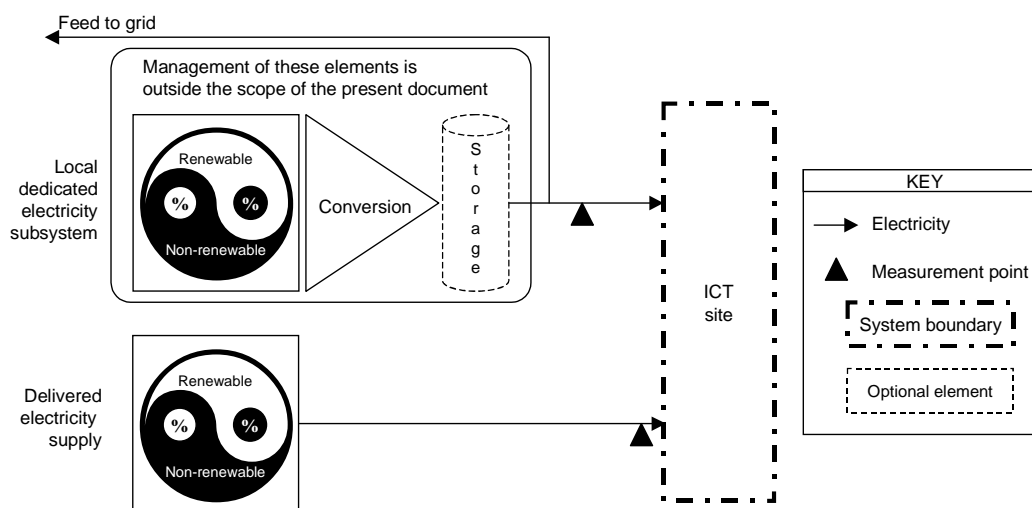 Feed to grid
Management of these elements is
outside the scope of the present document
Local
dedicated
electricity
subsystem
Renewable
%
%
Non-renewable
Conversion
Storage
ICT
site
Delivered
electricity
supply
Renewable
%
%
Non-renewable
KEY
Electricity
Measurement point
System boundary
Optional element